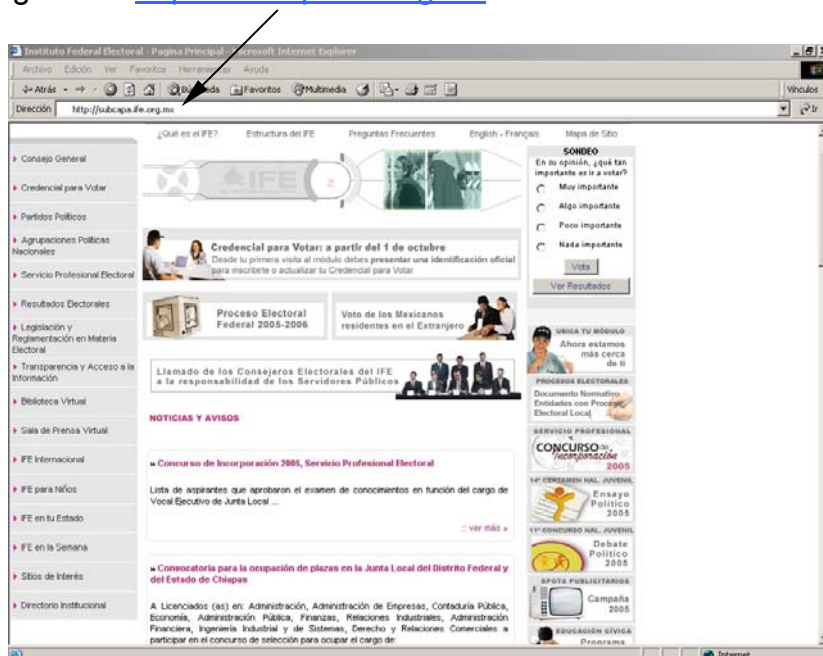 Instituto Federal Electoral - Pagina Principal - Microsoft Internet Explorer
Archivo Edición Ver Favoritos Herramientas Ayuda
Atrás Búsqueda Favoritos Multimedia Vínculos
Dirección http://subcapa.ife.org.mx Ir
¿Qué es el IFE? Estructura del IFE Preguntas Frecuentes English - Français Mapa de Sitio
Consejo General
Credencial para Votar
Partidos Políticos
Agrupaciones Políticas
Nacionales
Servicio Profesional Electoral
Resultados Electorales
Legislación y
Reglamentación en Materia
Electoral
Transparencia y Acceso a la
Información
Biblioteca Virtual
Sala de Prensa Virtual
IFE Internacional
IFE para Niños
IFE en tu Estado
IFE en la Semana
Sitios de Interés
Directorio Institucional
IFE
Credencial para Votar: a partir del 1 de octubre
Desde tu primera visita al módulo debes presentar una identificación oficial
para inscribirte o actualizar tu Credencial para Votar
Proceso Electoral
Federal 2005-2006
Voto de los Mexicanos
residentes en el Extranjero
Llamado de los Consejeros Electorales del IFE
a la responsabilidad de los Servidores Públicos
NOTICIAS Y AVISOS
» Concurso de Incorporación 2005, Servicio Profesional Electoral
Lista de aspirantes que aprobaron el examen de conocimientos en función del cargo de
Vocal Ejecutivo de Junta Local ...
:: ver más »
» Convocatoria para la ocupación de plazas en la Junta Local del Distrito Federal y
del Estado de Chiapas
A Licenciados (as) en: Administración, Administración de Empresas, Contaduría Pública,
Economía, Administración Pública, Finanzas, Relaciones Industriales, Administración
Financiera, Ingeniería Industrial y de Sistemas, Derecho y Relaciones Comerciales a
participar en el concurso de selección para ocupar el cargo de:
SONDEO
En su opinión, ¿qué tan
importante es ir a votar?
Muy importante
Algo importante
Poco importante
Nada importante
Vota
Ver Resultados
UBICA TU MÓDULO
Ahora estamos
más cerca
de ti
PROCESOS ELECTORALES
Documento Normativo
Entidades con Proceso
Electoral Local
SERVICIO PROFESIONAL
CONCURSO de
Incorporación
2005
14º CERTAMEN NAL. JUVENIL
Ensayo
Político
2005
11º CONCURSO NAL. JUVENIL
Debate
Político
2005
SPOTS PUBLICITARIOS
Campaña
2005
EDUCACIÓN CÍVICA
Programa
Internet